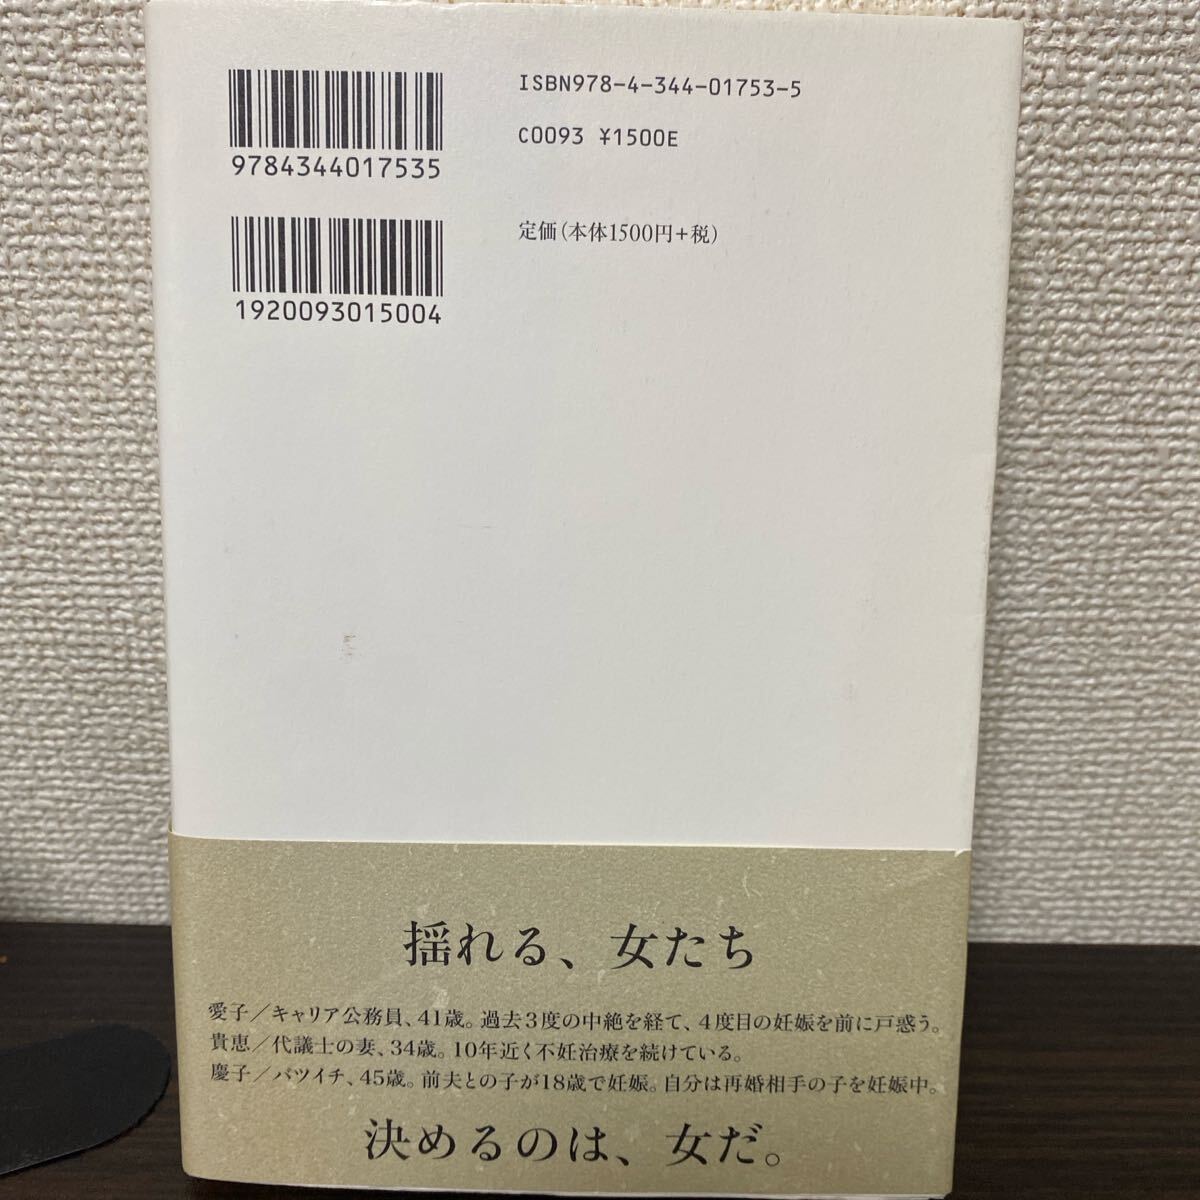 ISBN978-4-344-01753-5
9784344017535
C0093 ¥1500E
定価(本体1500円+税)
1920093015004
揺れる、女たち
愛子/キャリア公務員、41歳。過去3度の中絶を経て、4度目の妊娠を前に戸惑う。
貴恵/代議士の妻、34歳。10年近く不妊治療を続けている。
慶子/バツイチ、45歳。前夫との子が18歳で妊娠。自分は再婚相手の子を妊娠中。
決めるのは、女だ。